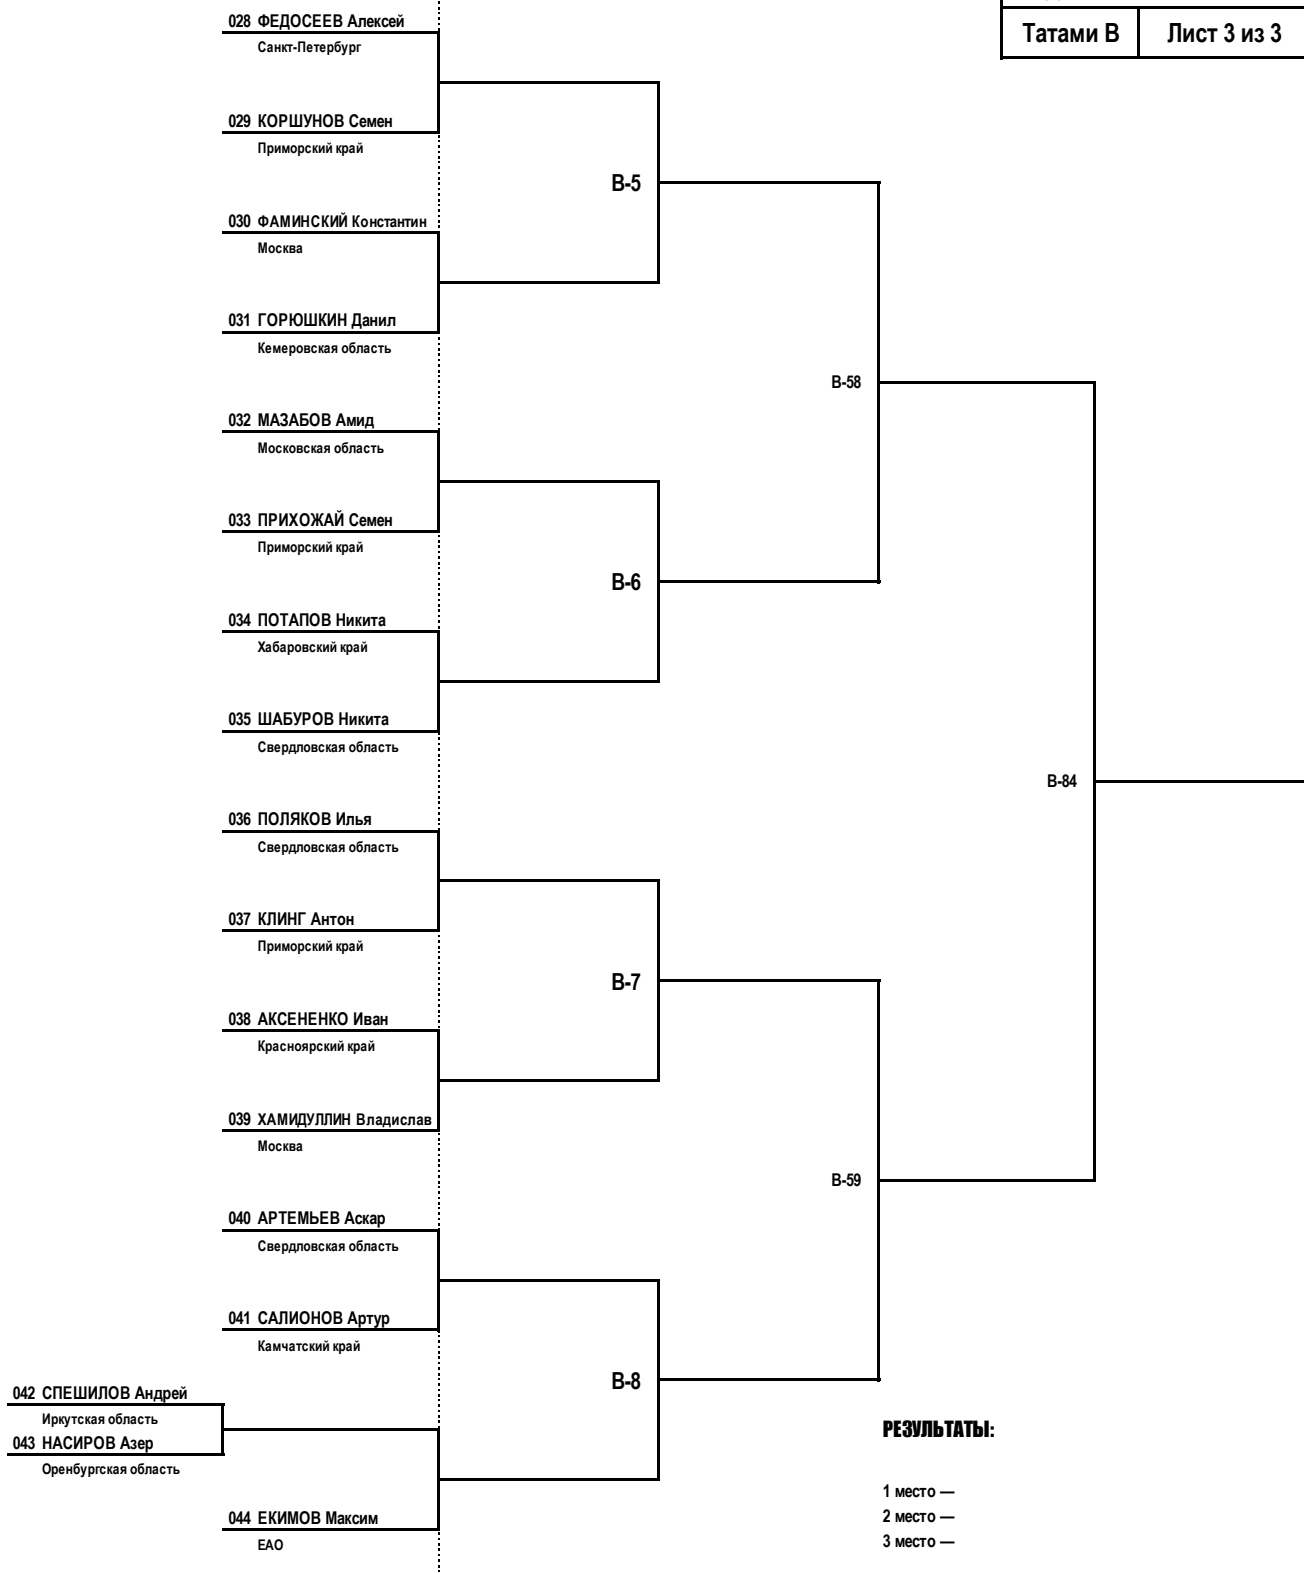 Татами В Лист 3 из 3
028 ФЕДОСЕЕВ Алексей
Санкт-Петербург
029 КОРШУНОВ Семен
Приморский край
В-5
030 ФАМИНСКИЙ Константин
Москва
031 ГОРЮШКИН Данил
Кемеровская область
В-58
032 МАЗАБОВ Амид
Московская область
033 ПРИХОЖАЙ Семен
Приморский край
В-6
034 ПОТАПОВ Никита
Хабаровский край
035 ШАБУРОВ Никита
Свердловская область
В-84
036 ПОЛЯКОВ Илья
Свердловская область
037 КЛИНГ Антон
Приморский край
В-7
038 АКСЕНЕНКО Иван
Красноярский край
039 ХАМИДУЛЛИН Владислав
Москва
В-59
040 АРТЕМЬЕВ Аскар
Свердловская область
041 САЛИОНОВ Артур
Камчатский край
В-8
042 СПЕШИЛОВ Андрей
Иркутская область
043 НАСИРОВ Азер
Оренбургская область
044 ЕКИМОВ Максим
ЕАО
РЕЗУЛЬТАТЫ:
1 место —
2 место —
3 место —